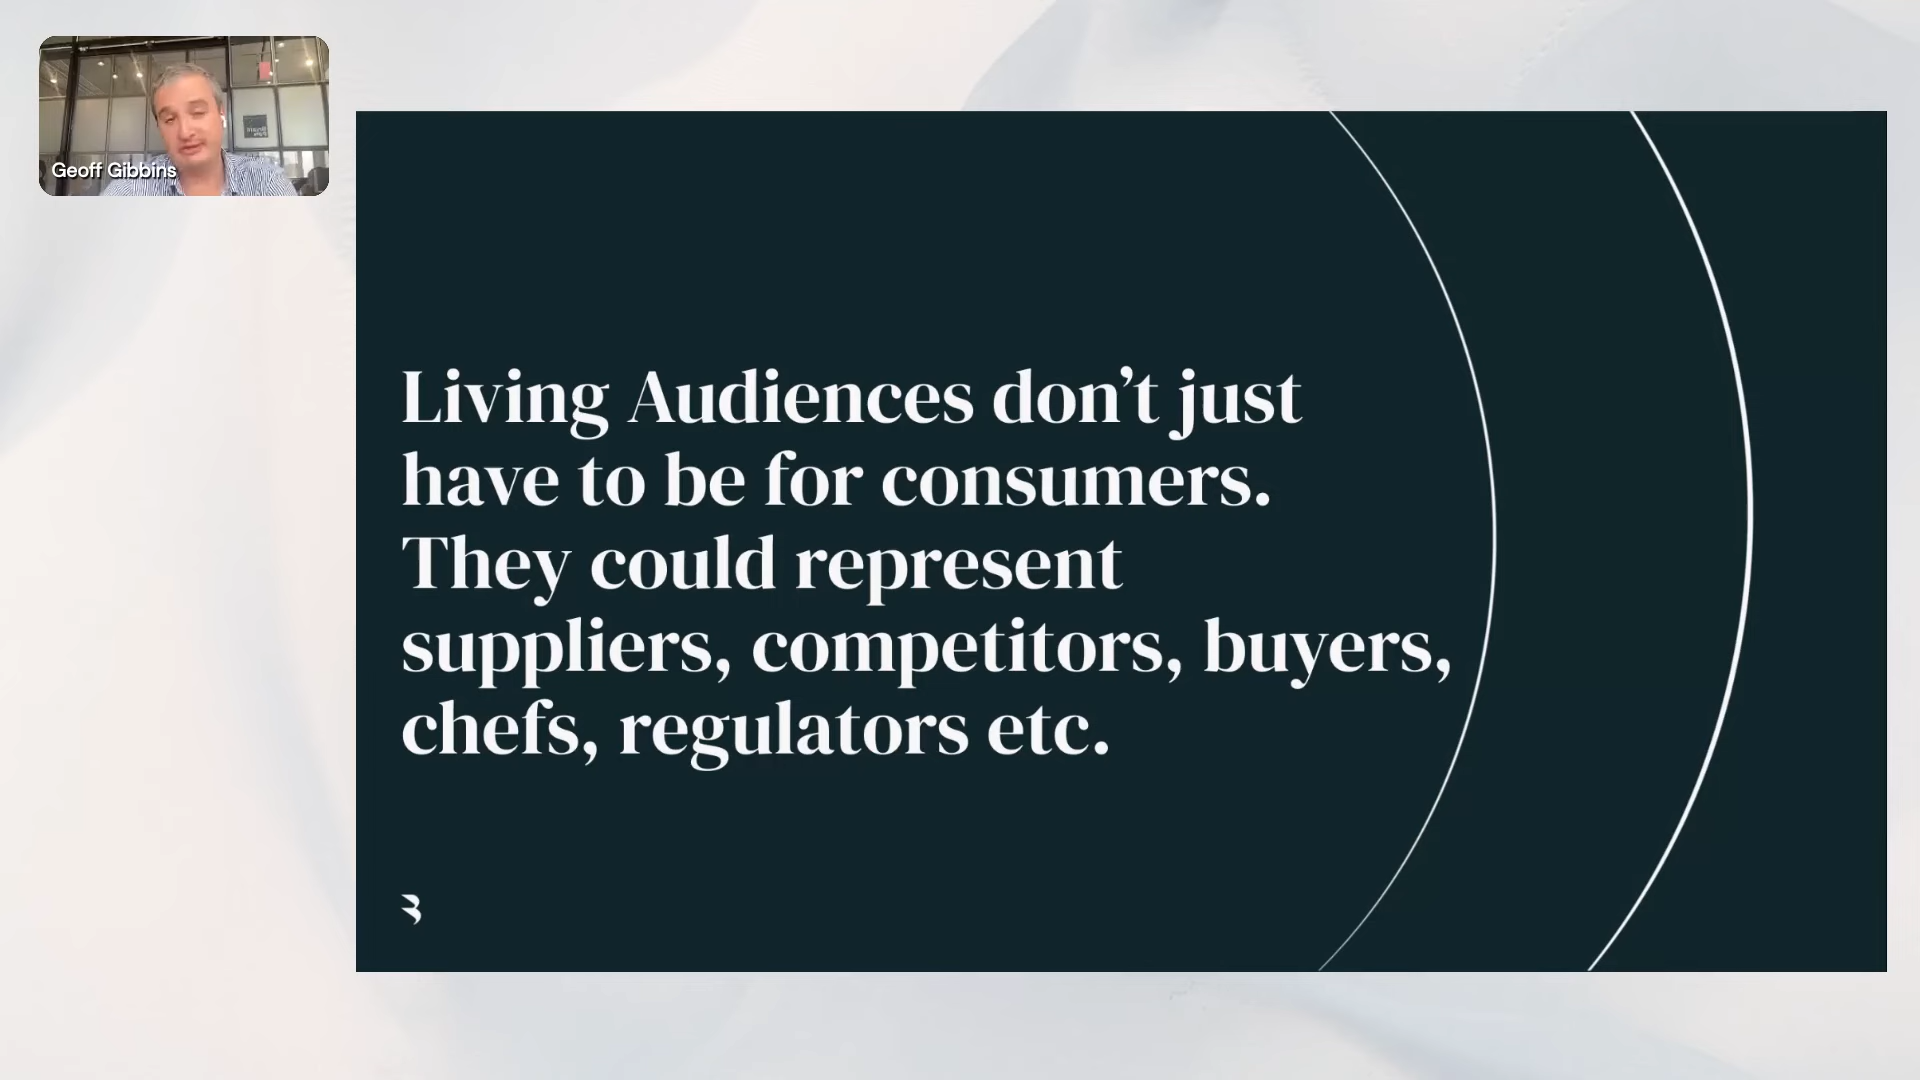 Geoff Gibbins
Living Audiences don’t just
have to be for consumers.
They could represent
suppliers, competitors, buyers,
chefs, regulators etc.